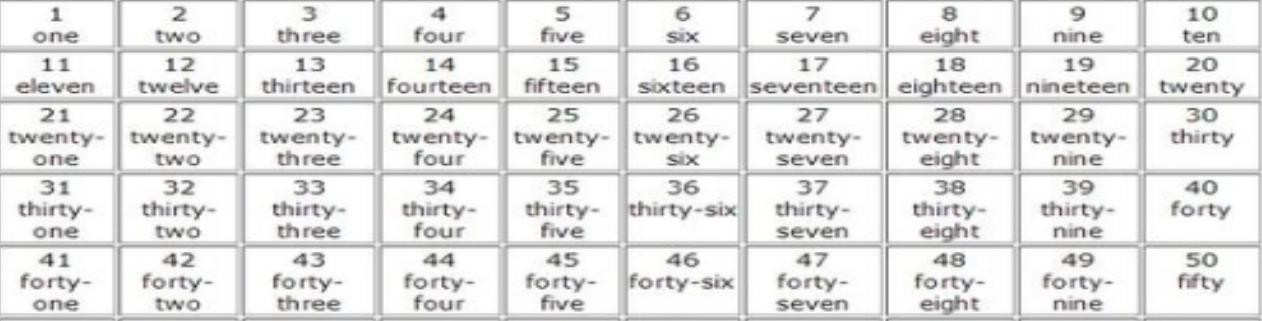 1 2 3 4 5 6 7 8 9 10
one two three four five six seven eight nine ten
11 12 13 14 15 16 17 18 19 20
eleven twelve thirteen fourteen fifteen sixteen seventeen eighteen nineteen twenty
21 22 23 24 25 26 27 28 29 30
twenty- twenty- twenty- twenty- twenty- twenty- twenty- twenty- twenty- thirty
one two three four five six seven eight nine
31 32 33 34 35 36 37 38 39 40
thirty- thirty- thirty- thirty- thirty- thirty-six thirty- thirty- thirty- forty
one two three four five seven eight nine
41 42 43 44 45 46 47 48 49 50
forty- forty- forty- forty- forty- forty-six forty- forty- forty- fifty
one two three four five seven eight nine